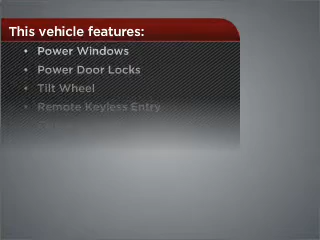 This vehicle features:
• Power Windows
• Power Door Locks
• Tilt Wheel
• Remote Keyless Entry